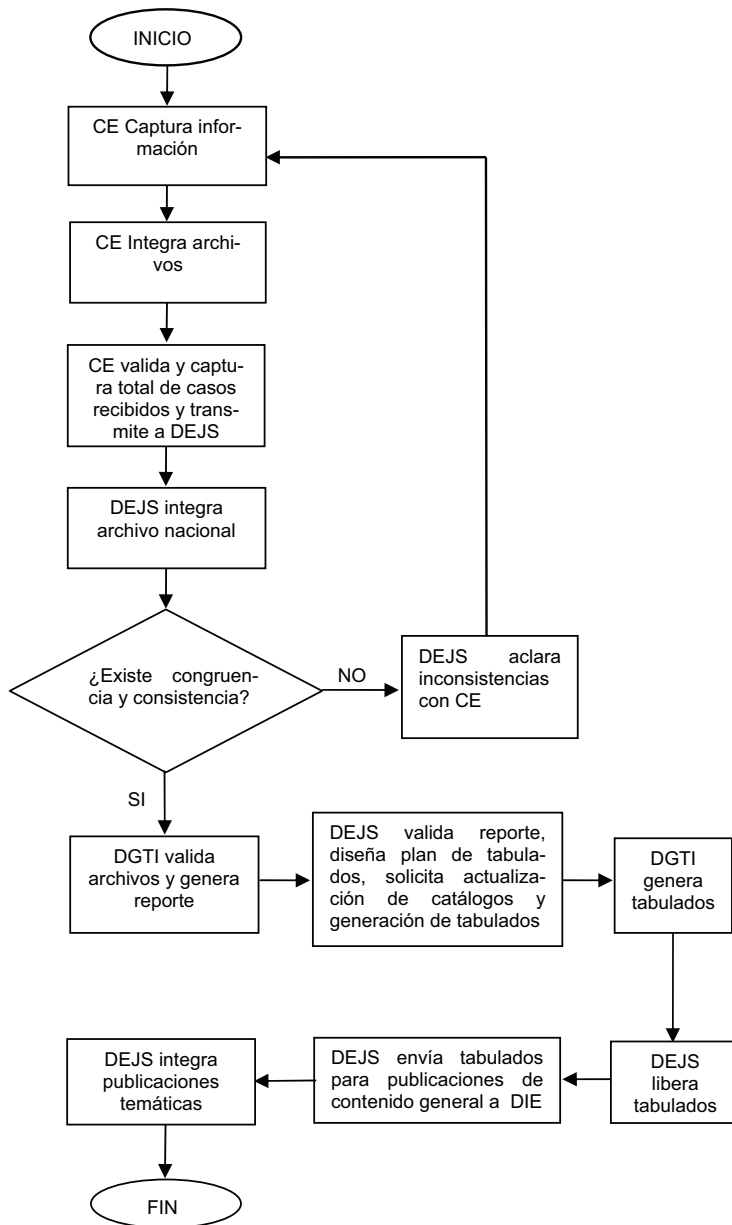 INICIO
CE Captura infor-
mación
CE Integra archi-
vos
CE valida y captu-
ra total de casos
recibidos y trans-
mite a DEJS
DEJS integra
archivo nacional
¿Existe congruen-
cia y consistencia?
NO
DEJS aclara
inconsistencias
con CE
SI
DGTI valida
archivos y genera
reporte
DEJS valida reporte,
diseña plan de tabula-
dos, solicita actualiza-
ción de catálogos y
generación de tabulados
DGTI
genera
tabulados
DEJS
libera
tabulados
DEJS envía tabulados
para publicaciones de
contenido general a DIE
DEJS integra
publicaciones
temáticas
FIN